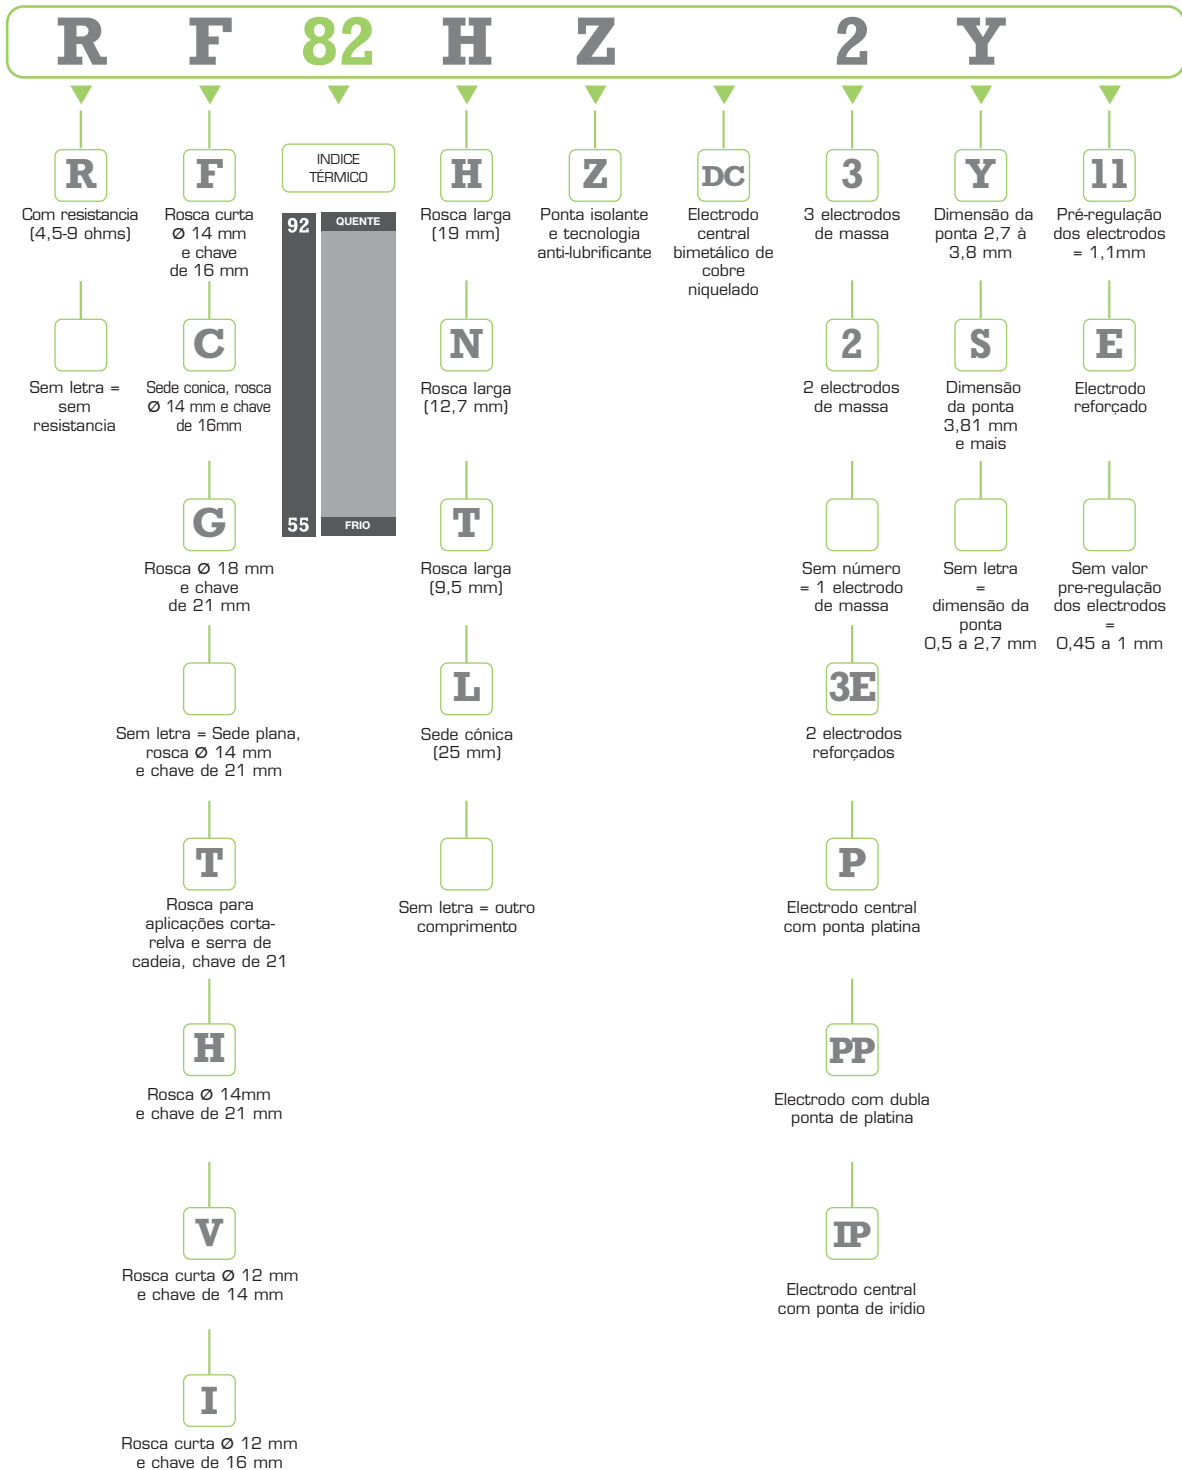 R F 82 H Z 2 Y
R
Com resistancia
(4,5-9 ohms)
Sem letra =
sem
resistancia
F
Rosca curta
Ø 14 mm
e chave
de 16 mm
C
Sede conica, rosca
Ø 14 mm e chave
de 16mm
G
Rosca Ø 18 mm
e chave
de 21 mm
Sem letra = Sede plana,
rosca Ø 14 mm
e chave de 21 mm
T
Rosca para
aplicações corta-
relva e serra de
cadeia, chave de 21
H
Rosca Ø 14mm
e chave de 21 mm
V
Rosca curta Ø 12 mm
e chave de 14 mm
I
Rosca curta Ø 12 mm
e chave de 16 mm
INDICE
TÉRMICO
92 QUENTE
55 FRIO
H
Rosca larga
(19 mm)
N
Rosca larga
(12,7 mm)
T
Rosca larga
(9,5 mm)
L
Sede cónica
(25 mm)
Sem letra = outro
comprimento
Z
Ponta isolante
e tecnologia
anti-lubrificante
DC
Electrodo
central
bimetálico de
cobre
niquelado
3
3 electrodos
de massa
2
2 electrodos
de massa
Sem número
= 1 electrodo
de massa
3E
2 electrodos
reforçados
P
Electrodo central
com ponta platina
PP
Electrodo com dubla
ponta de platina
IP
Electrodo central
com ponta de irídio
Y
Dimensão da
ponta 2,7 à
3,8 mm
S
Dimensão
da ponta
3,81 mm
e mais
Sem letra
=
dimensão da
ponta
0,5 a 2,7 mm
11
Pré-regulação
dos electrodos
= 1,1mm
E
Electrodo
reforçado
Sem valor
pre-regulação
dos electrodos
=
0,45 a 1 mm